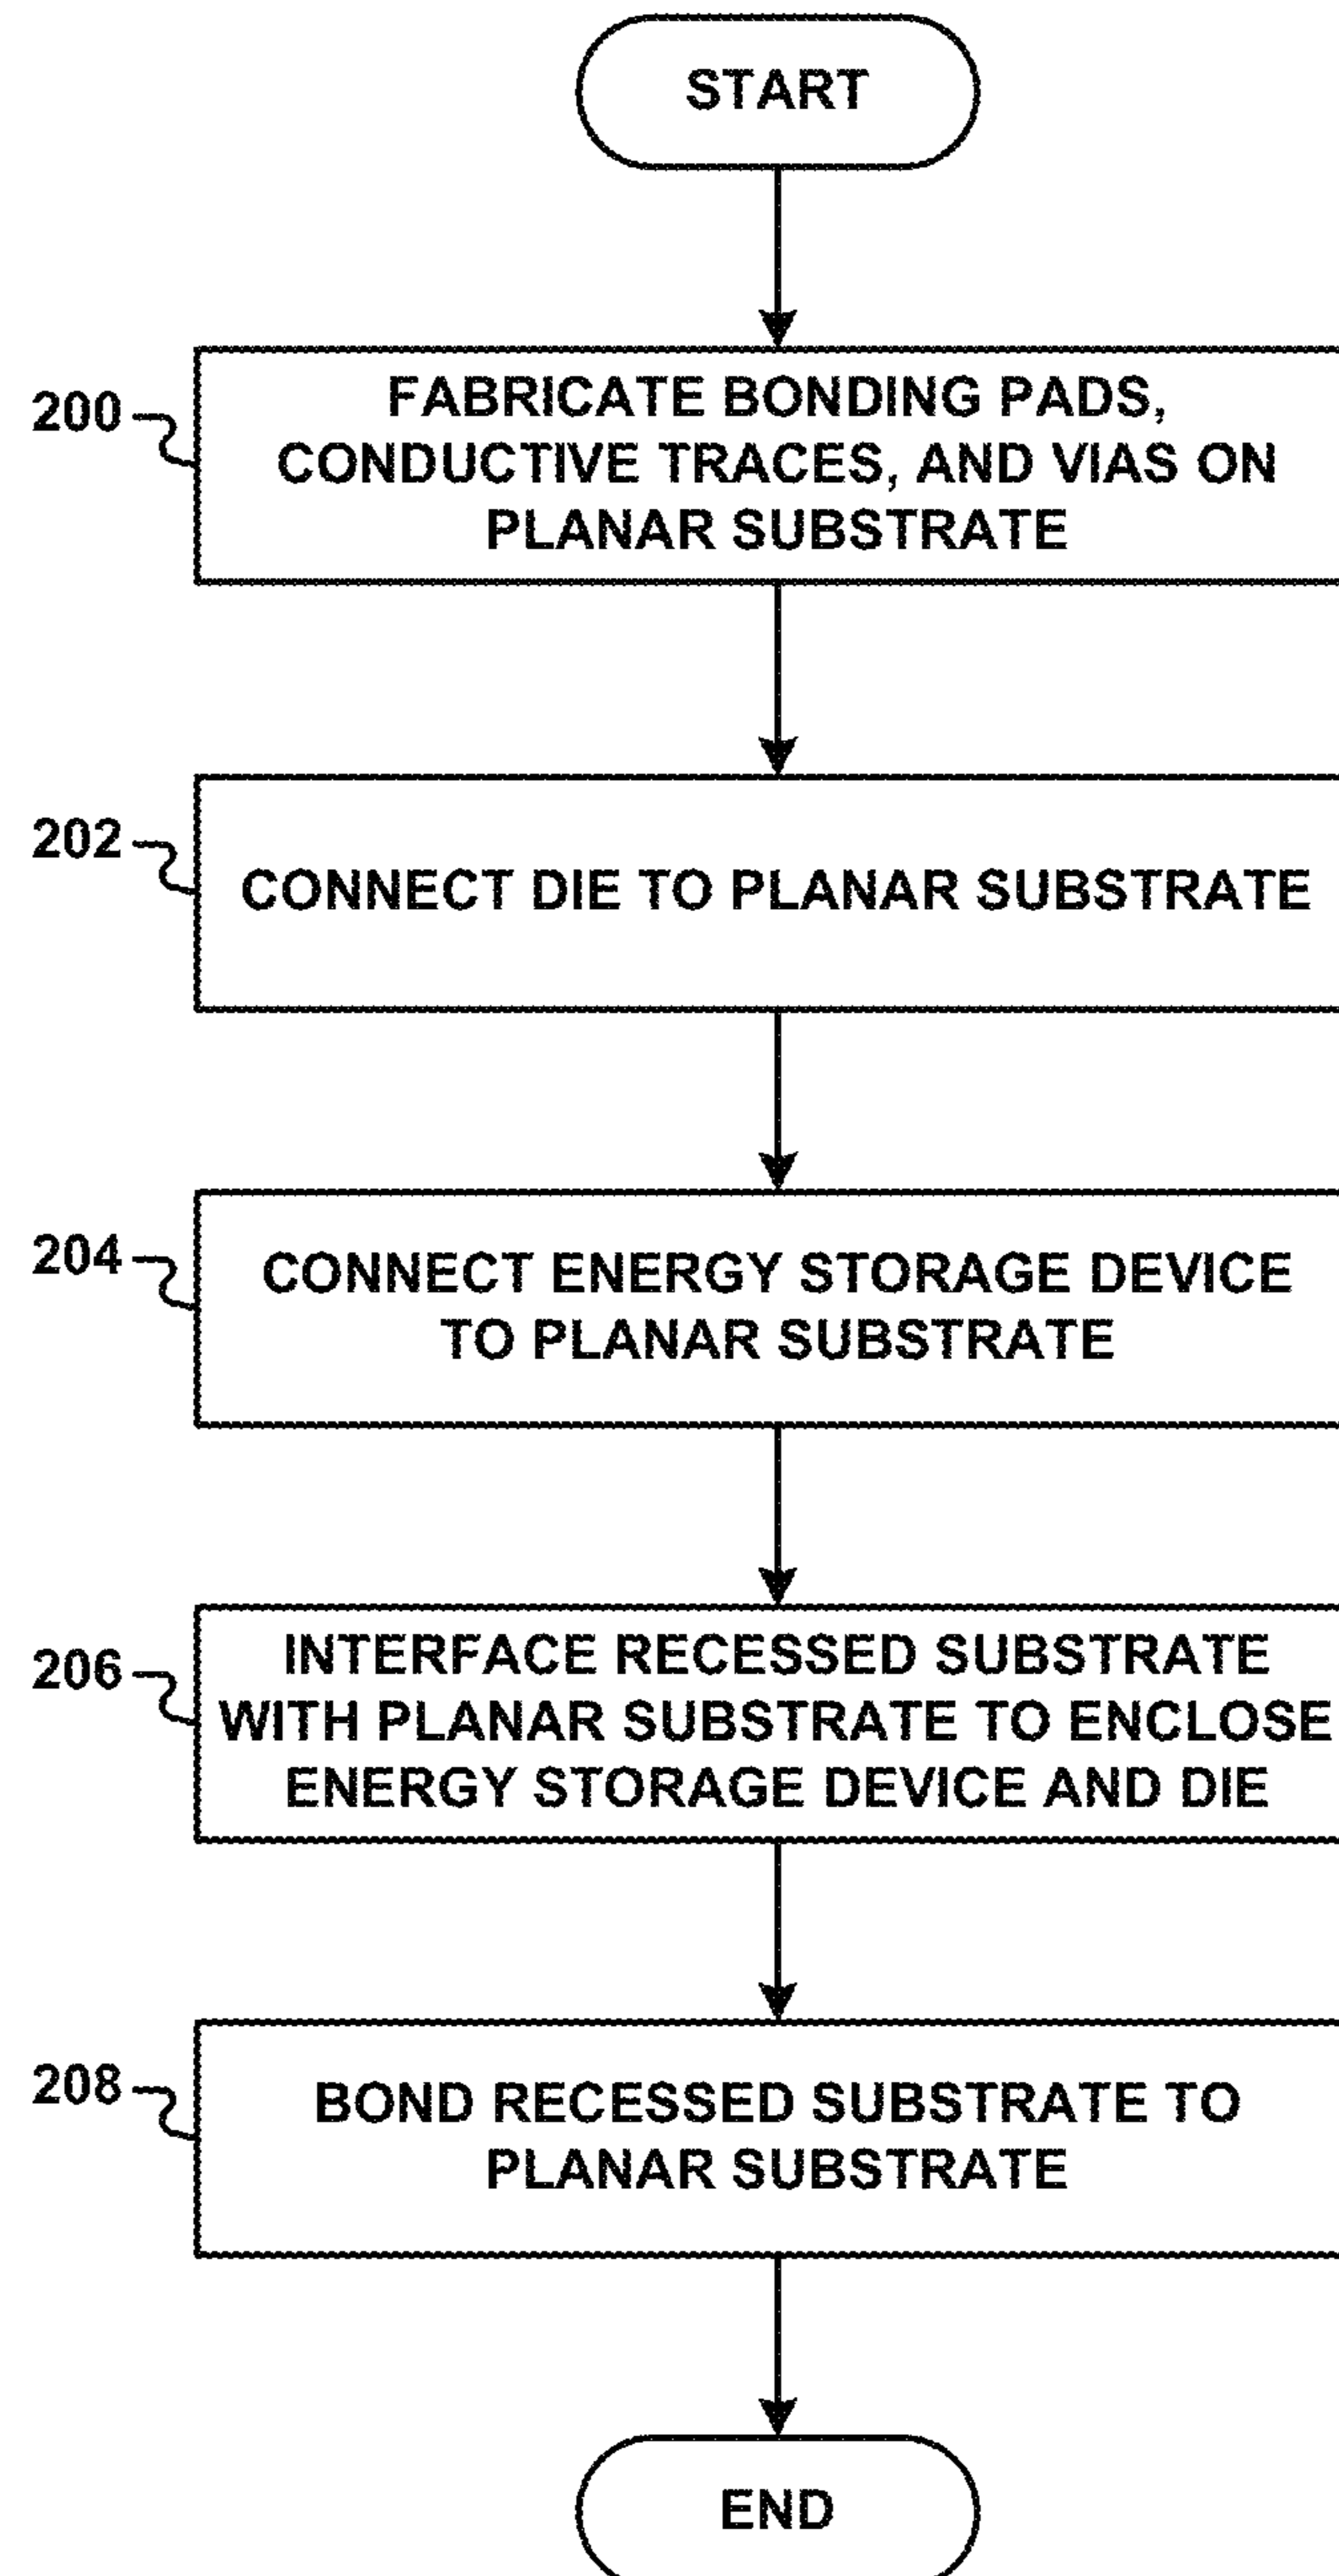 START
200
FABRICATE BONDING PADS,
CONDUCTIVE TRACES, AND VIAS ON
PLANAR SUBSTRATE
202
CONNECT DIE TO PLANAR SUBSTRATE
204
CONNECT ENERGY STORAGE DEVICE
TO PLANAR SUBSTRATE
206
INTERFACE RECESSED SUBSTRATE
WITH PLANAR SUBSTRATE TO ENCLOSE
ENERGY STORAGE DEVICE AND DIE
208
BOND RECESSED SUBSTRATE TO
PLANAR SUBSTRATE
END